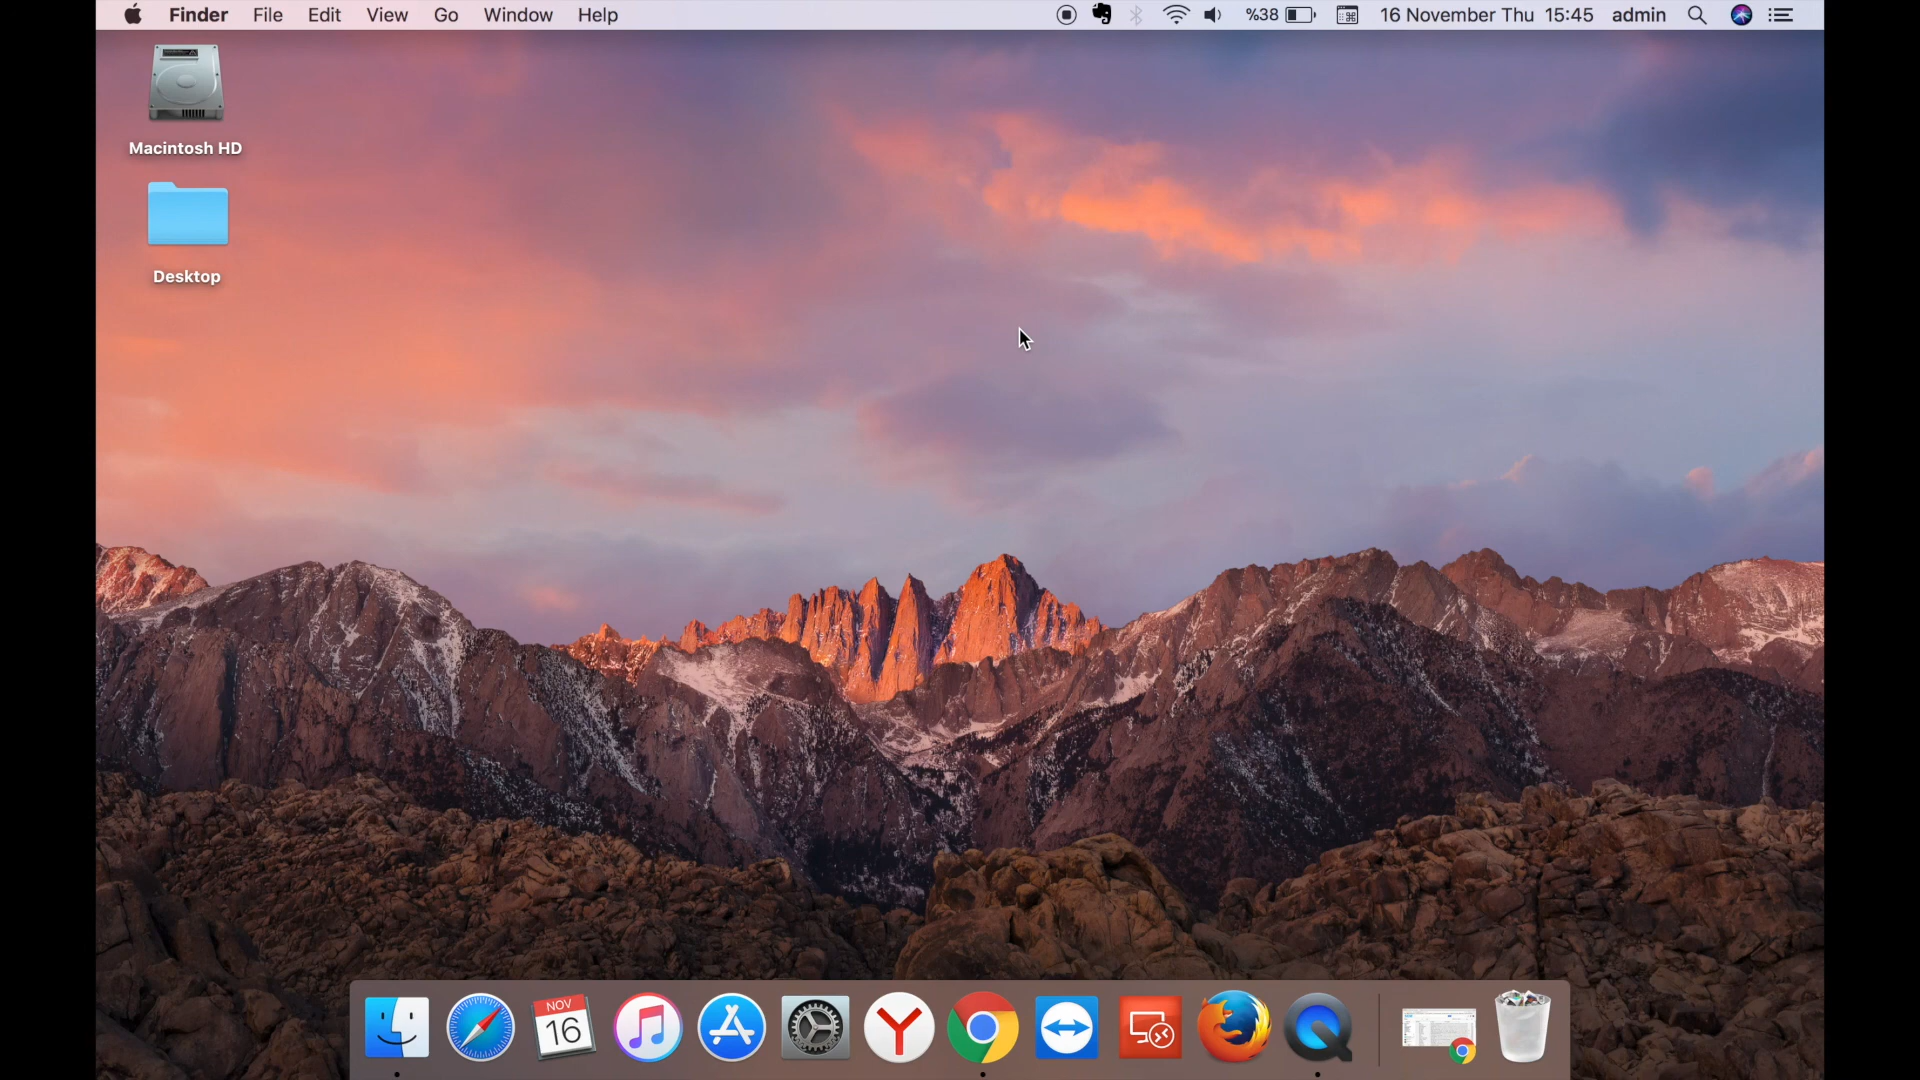 Finder File Edit View Go Window Help %38 16 November Thu 15:45 admin
Macintosh HD
Desktop
NOV
16